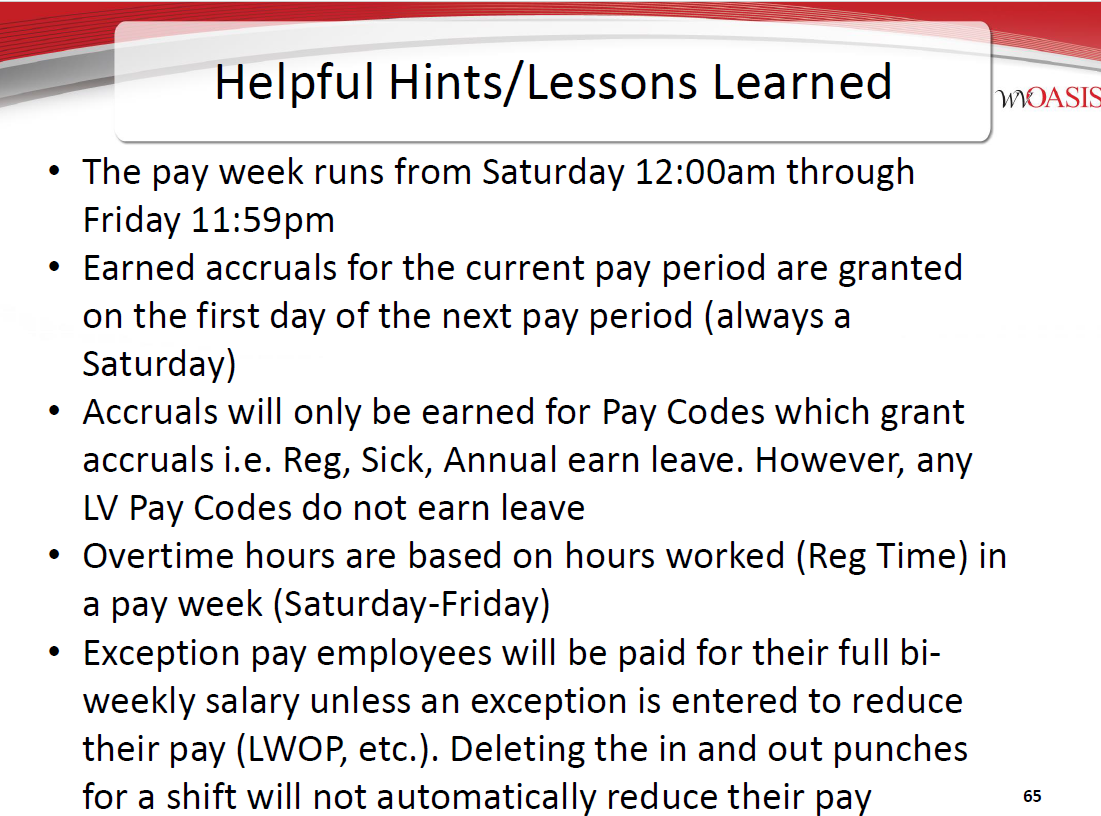 Helpful Hints/Lessons Learned
wvOASIS
• The pay week runs from Saturday 12:00am through
Friday 11:59pm
• Earned accruals for the current pay period are granted
on the first day of the next pay period (always a
Saturday)
• Accruals will only be earned for Pay Codes which grant
accruals i.e. Reg, Sick, Annual earn leave. However, any
LV Pay Codes do not earn leave
• Overtime hours are based on hours worked (Reg Time) in
a pay week (Saturday-Friday)
• Exception pay employees will be paid for their full bi-
weekly salary unless an exception is entered to reduce
their pay (LWOP, etc.). Deleting the in and out punches
for a shift will not automatically reduce their pay
65